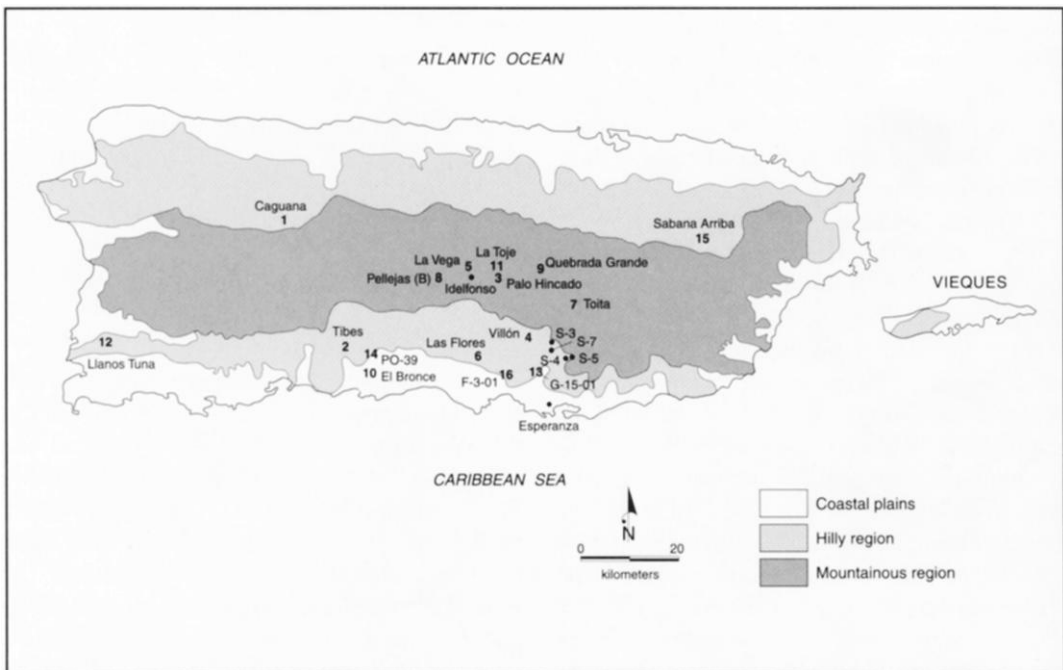 ATLANTIC OCEAN
Caguana
1
Sabana Arriba
15
La Toje
La Vega 5 11
9 Quebrada Grande
Pellejas (B) 8 3 Palo Hincado
Idelfonso
7 Toita
VIEQUES
Tibes
2
Villón 4
S-3
S-7
12
Llanos Tuna
14 PO-39
Las Flores
6
S-4 S-5
10 El Bronce
F-3-01 16
13
G-15-01
Esperanza
CARIBBEAN SEA
N
0 20
kilometers
Coastal plains
Hilly region
Mountainous region